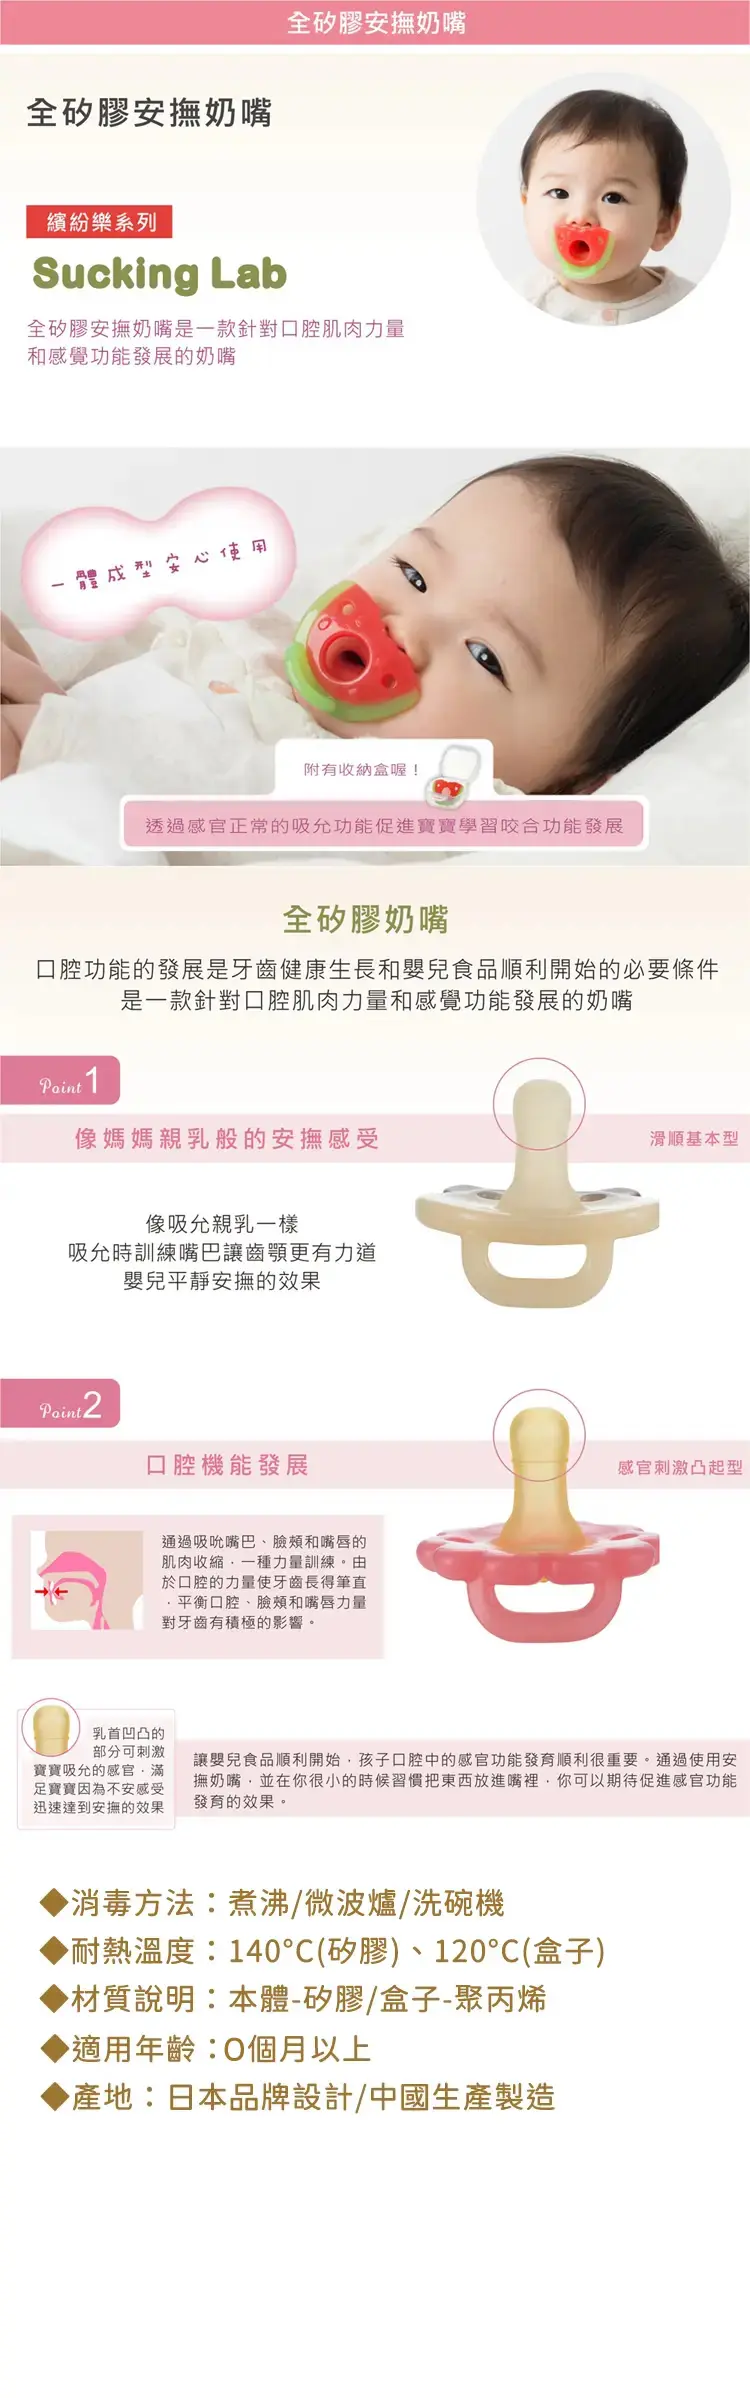 全矽膠安撫奶嘴
全矽膠安撫奶嘴
繽紛樂系列
Sucking Lab
全矽膠安撫奶嘴是一款針對口腔肌肉力量
和感覺功能發展的奶嘴
一體成型安心使用
附有收納盒喔！
透過感官正常的吸允功能促進寶寶學習咬合功能發展
全矽膠奶嘴
口腔功能的發展是牙齒健康生長和嬰兒食品順利開始的必要條件
是一款針對口腔肌肉力量和感覺功能發展的奶嘴
Point 1
像媽媽親乳般的安撫感受
滑順基本型
像吸允親乳一樣
吸允時訓練嘴巴讓齒顎更有力道
嬰兒平靜安撫的效果
Point 2
口腔機能發展
感官刺激凸起型
通過吸吮嘴巴、臉頰和嘴唇的
肌肉收縮，一種力量訓練。由
於口腔的力量使牙齒長得筆直
，平衡口腔、臉頰和嘴唇力量
對牙齒有積極的影響。
乳首凹凸的
部分可刺激
寶寶吸允的感官，滿
足寶寶因為不安感受
迅速達到安撫的效果
讓嬰兒食品順利開始，孩子口腔中的感官功能發育順利很重要。通過使用安
撫奶嘴，並在你很小的時候習慣把東西放進嘴裡，你可以期待促進感官功能
發育的效果。
◆消毒方法：煮沸/微波爐/洗碗機
◆耐熱溫度：140°C(矽膠)、120°C(盒子)
◆材質說明：本體-矽膠/盒子-聚丙烯
◆適用年齡：0個月以上
◆產地：日本品牌設計/中國生產製造